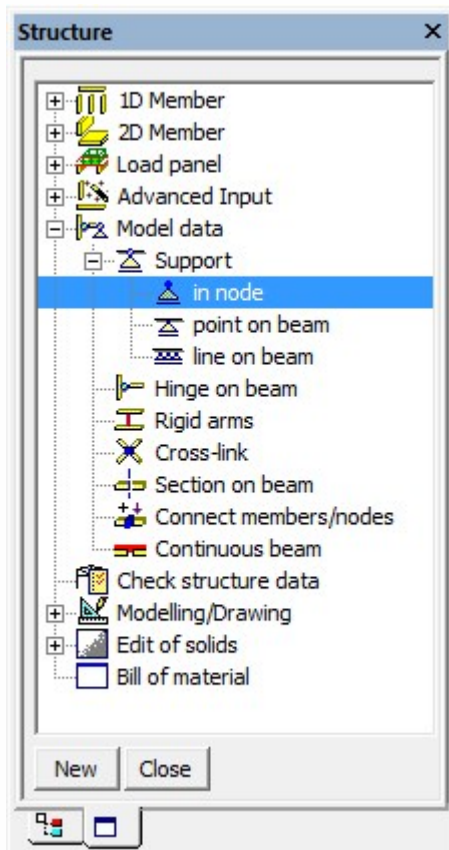 Structure
1D Member
2D Member
Load panel
Advanced Input
Model data
Support
in node
point on beam
line on beam
Hinge on beam
Rigid arms
Cross-link
Section on beam
Connect members/nodes
Continuous beam
Check structure data
Modelling/Drawing
Edit of solids
Bill of material
New Close